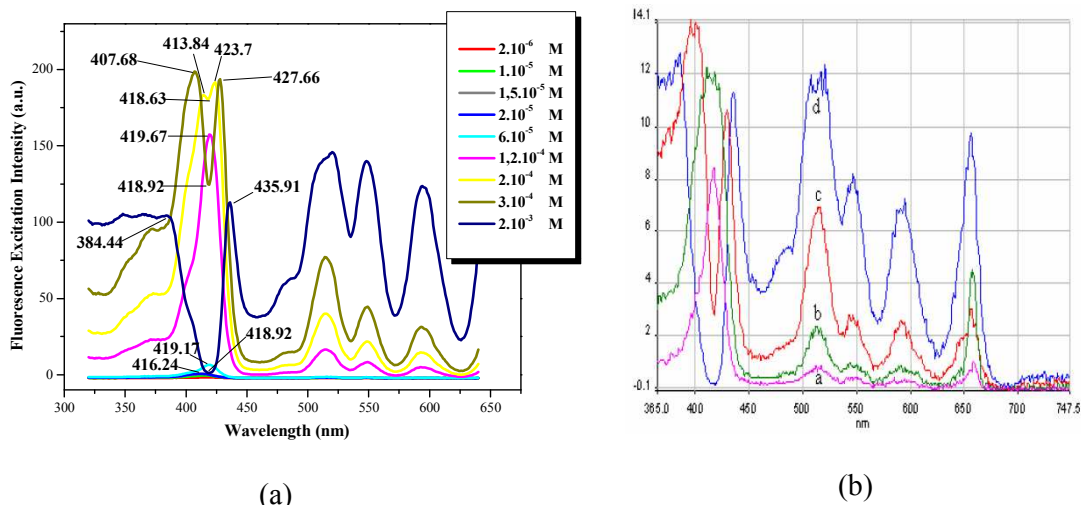 413.84 423.7
407.68
427.66
418.63
419.67
418.92
435.91
384.44
419.17
416.24
418.92
Fluorescence Excitation Intensity (a.u.)
200
150
100
50
0
300 350 400 450 500 550 600 650
Wavelength (nm)
2.10⁻⁶ M
1.10⁻⁵ M
1,5.10⁻⁵ M
2.10⁻⁵ M
6.10⁻⁵ M
1,2.10⁻⁴ M
2.10⁻⁴ M
3.10⁻⁴ M
2.10⁻³ M
(a)
14.1
12
10
8
6
4
2
-0.1
365.0 400 450 500 550 600 650 700 747.6
nm
d
c
b
a
(b)